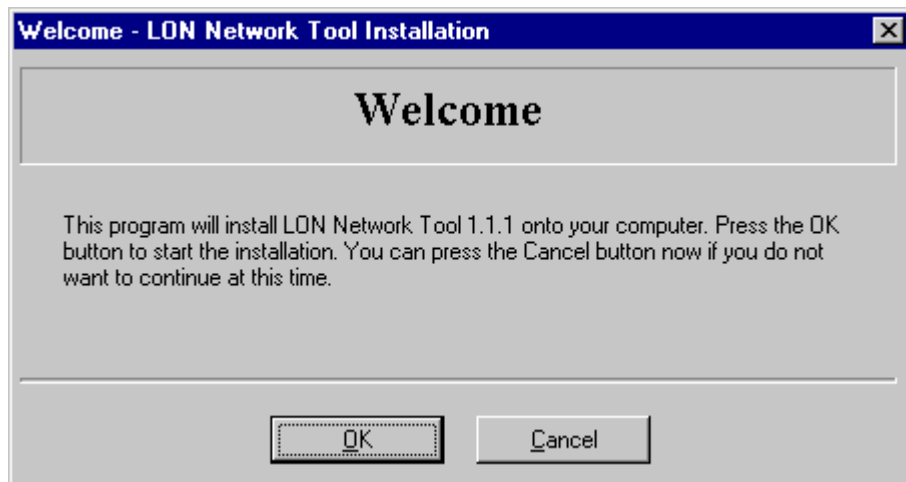 Welcome - LON Network Tool Installation
Welcome
This program will install LON Network Tool 1.1.1 onto your computer. Press the OK
button to start the installation. You can press the Cancel button now if you do not
want to continue at this time.
OK
Cancel